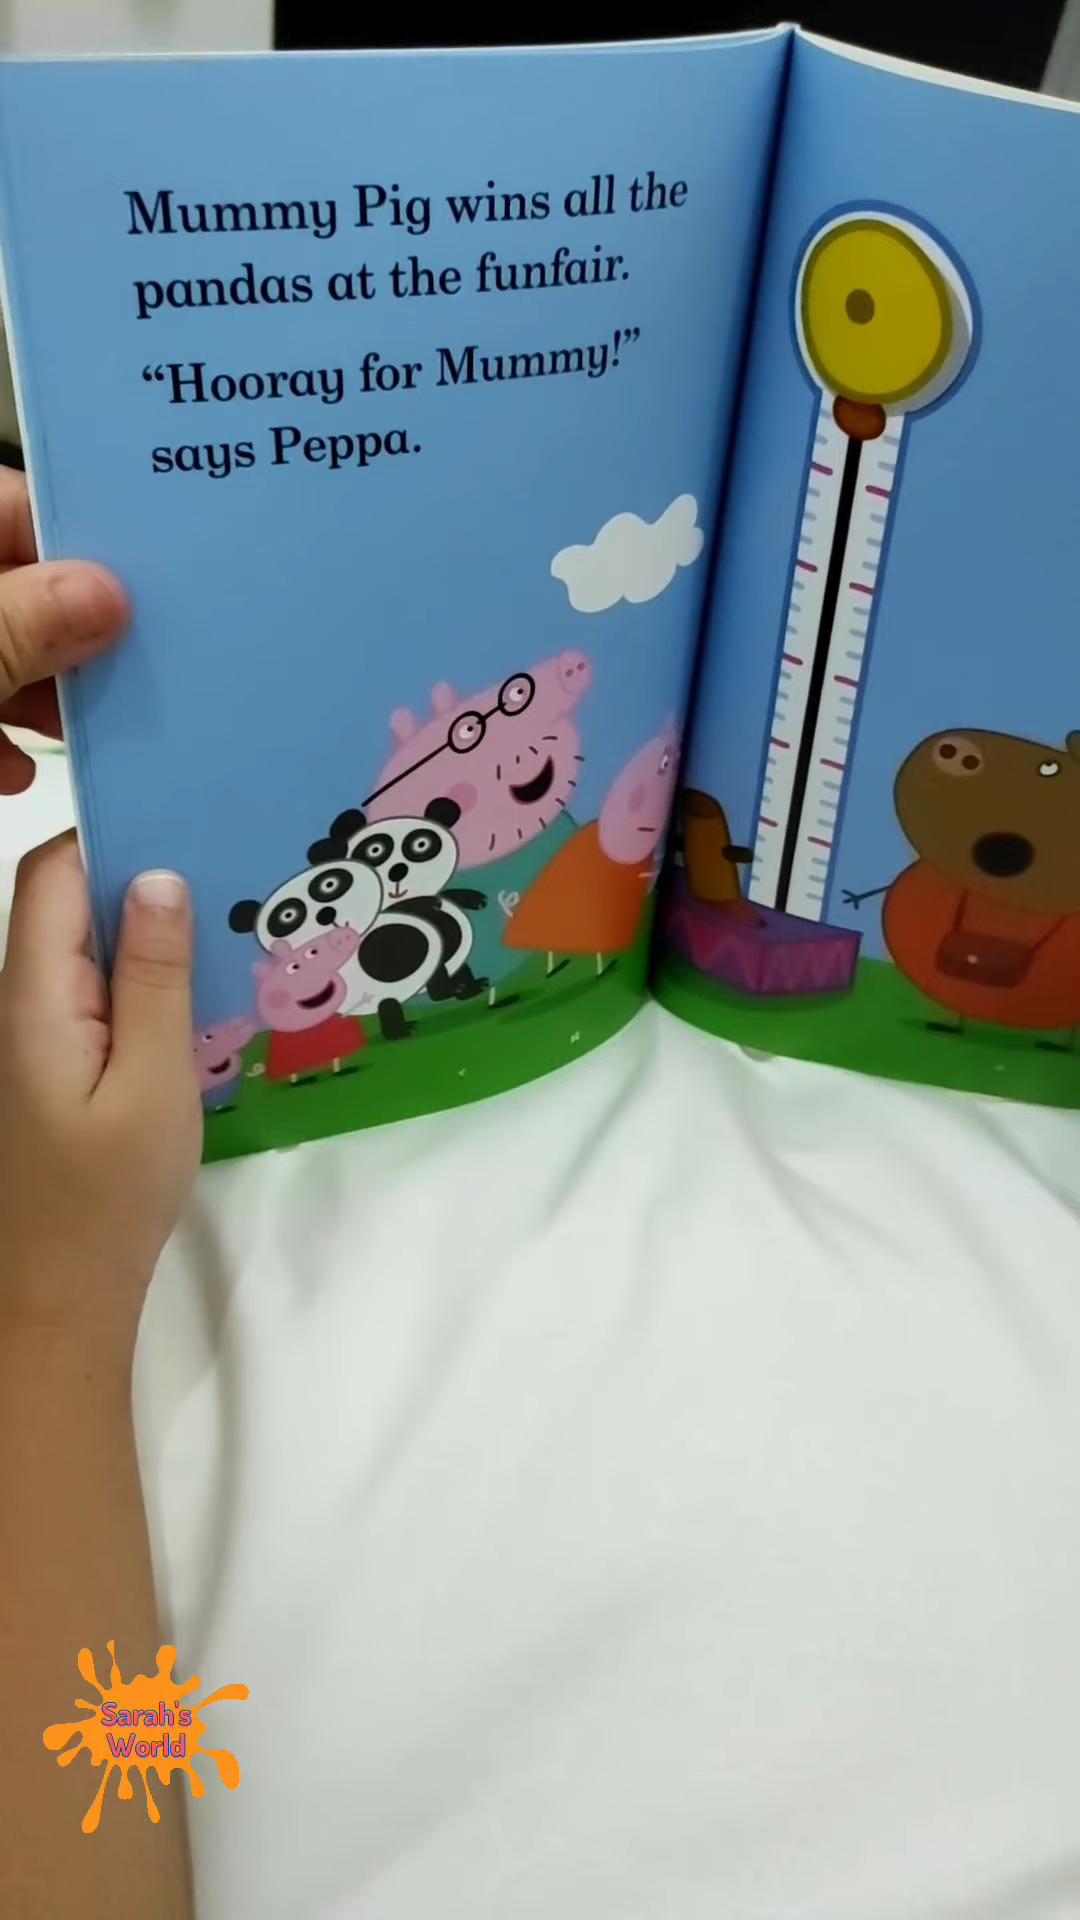 Mummy Pig wins all the
pandas at the funfair.
“Hooray for Mummy!”
says Peppa.
Sarah's
World